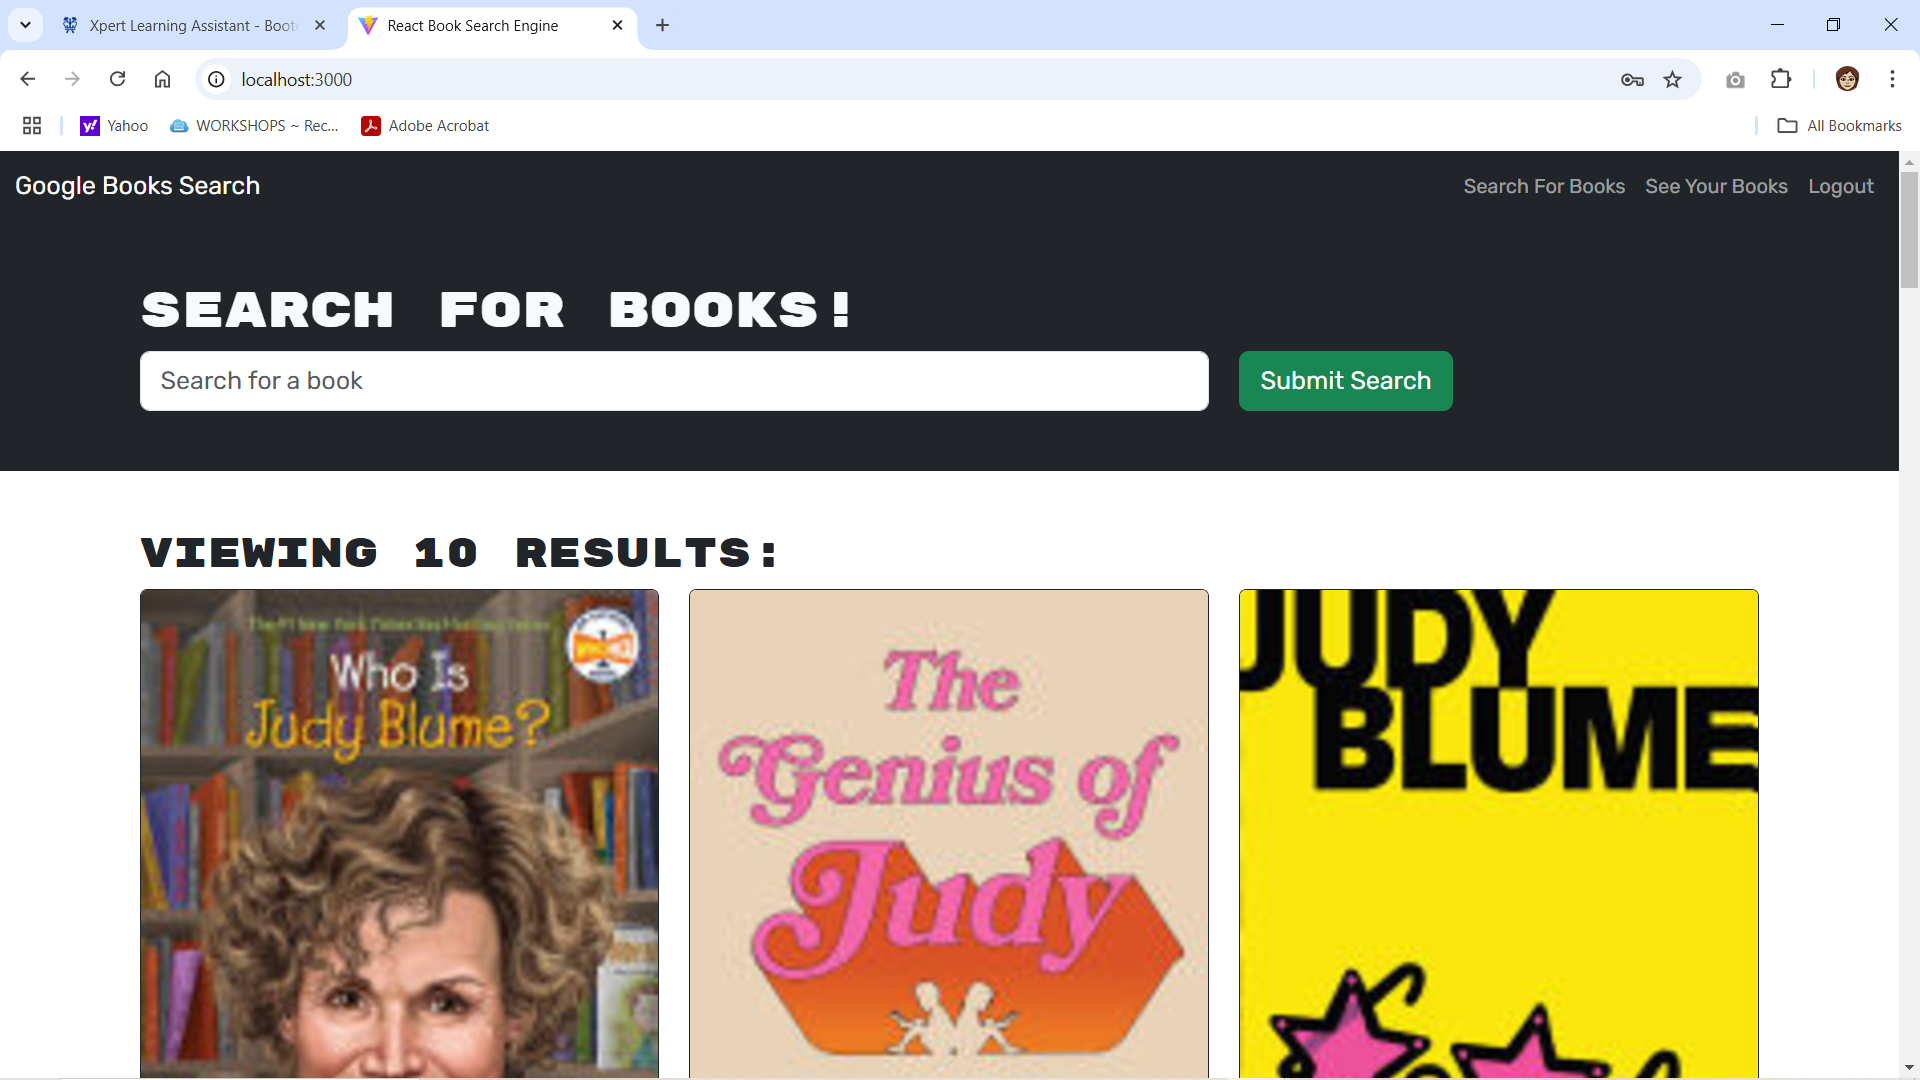 Xpert Learning Assistant - Boot
React Book Search Engine
localhost:3000
Yahoo
WORKSHOPS ~ Rec...
Adobe Acrobat
All Bookmarks
Google Books Search
Search For Books
See Your Books
Logout
SEARCH FOR BOOKS!
Search for a book
Submit Search
VIEWING 10 RESULTS:
The #1 New York Times Best-Selling Series
Who Is
Judy Blume?
WHO HQ
The
Genius of
Judy
JUDY
BLUME